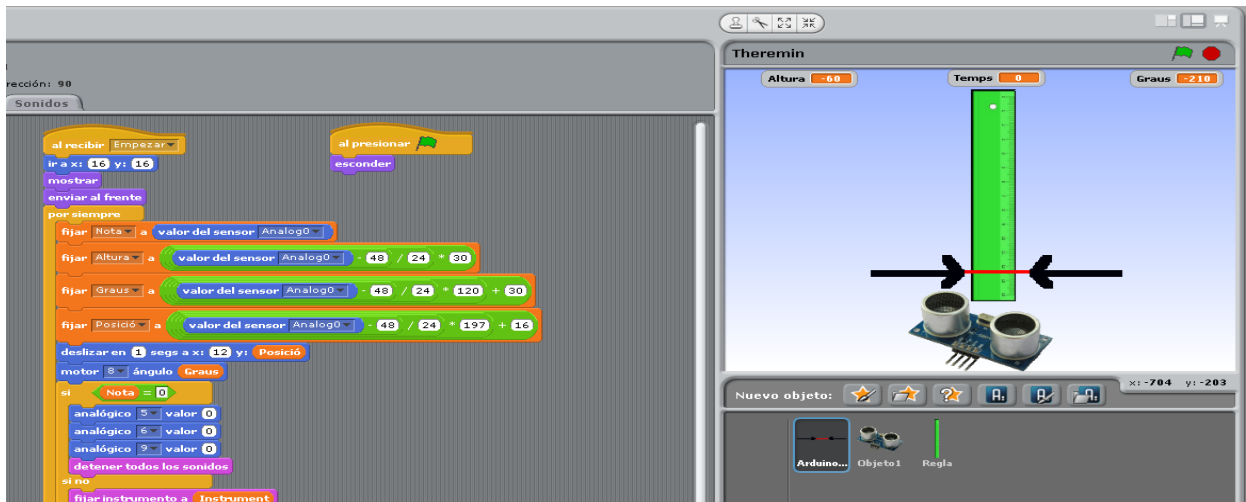 rección: 90
Sonidos
al recibir Empezar
ir a x: 16 y: 16
mostrar
enviar al frente
por siempre
fijar Nota a valor del sensor Analog0
fijar Altura a valor del sensor Analog0 - 48 / 24 * 30
fijar Graus a valor del sensor Analog0 - 48 / 24 * 120 + 30
fijar Posició a valor del sensor Analog0 - 48 / 24 * 197 + 16
deslizar en 1 segs a x: 12 y: Posició
motor 8 ángulo Graus
si Nota = 0
analógico 5 valor 0
analógico 6 valor 0
analógico 9 valor 0
detener todos los sonidos
si no
fijar instrumento a Instrument
al presionar
esconder
Theremin
Altura -60
Temps 0
Graus -210
x: -704 y: -203
Nuevo objeto:
Arduino...
Objeto1
Regla